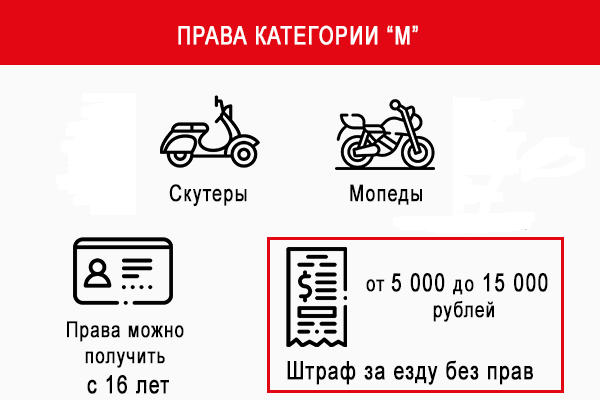 ПРАВА КАТЕГОРИИ “М”
Скутеры
Мопеды
Права можно
получить
с 16 лет
$
от 5 000 до 15 000
рублей
Штраф за езду без прав